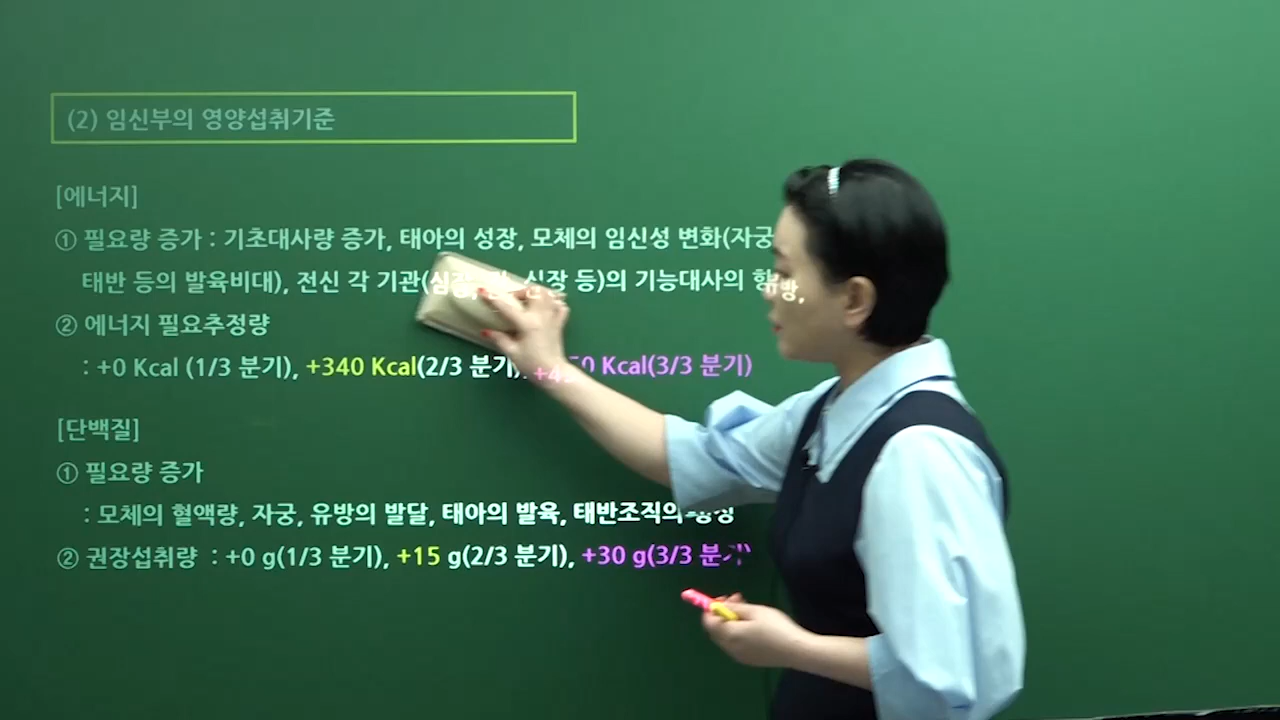 (2) 임신부의 영양섭취기준
[에너지]
① 필요량 증가 : 기초대사량 증가, 태아의 성장, 모체의 임신성 변화(자궁
유방,
태반 등의 발육비대), 전신 각 기관( 신장 등)의 기능대사의
② 에너지 필요추정량
: +0 Kcal (1/3 분기), +340 Kcal(2/3 분기), Kcal(3/3 분기)
[단백질]
① 필요량 증가
: 모체의 혈액량, 자궁, 유방의 발달, 태아의 발육, 태반조직의
② 권장섭취량 : +0 g(1/3 분기), +15 g(2/3 분기), +30 g(3/3 분기